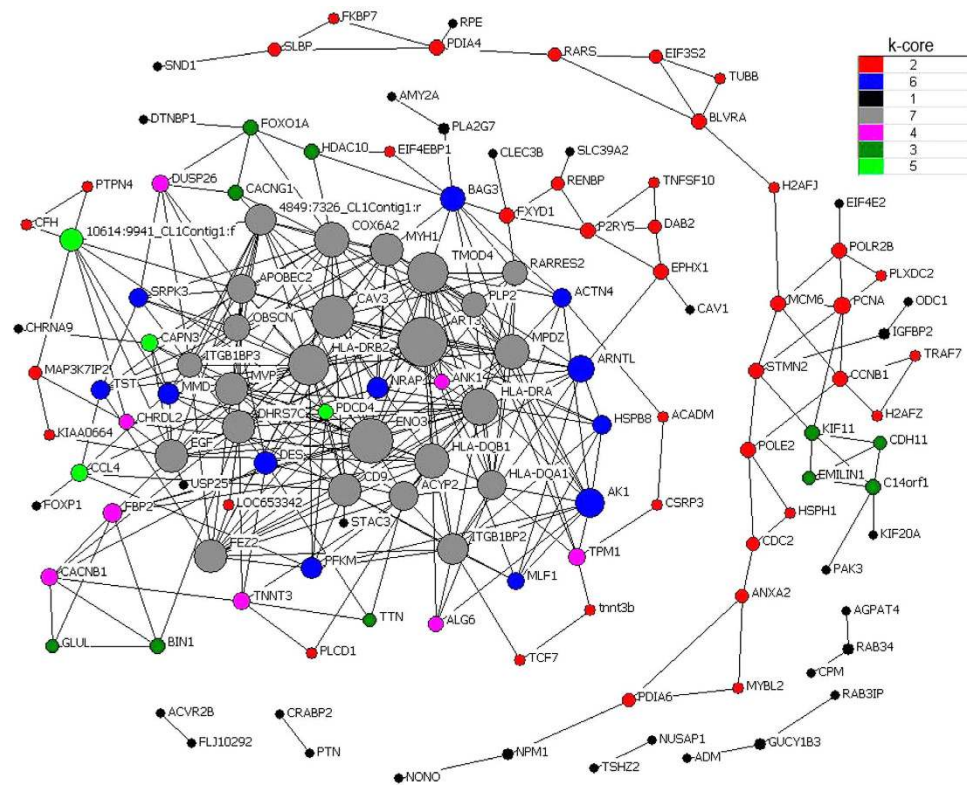 FKBP7
RPE
SLBP
PDIA4
RARS
EIF3S2
SND1
TUBB
BLVRA
k-core
2
6
1
7
4
3
5
AMY2A
DTNBP1
FOXO1A
PLA2G7
HDAC10
EIF4EBP1
CLEC3B
SLC39A2
PTPN4
DUSP26
CACNG1
BAG3
RENBP
TNFSF10
H2AFJ
CFH
4849:7326_CL1Contig1:r
COX6A2
FXYD1
EIF4E2
10614:9941_CL1Contig1:f
MYH1
P2RY5
DAB2
POLR2B
APOBEC2
TMOD4
RARRES2
EPHX1
PLXDC2
SRPK3
CAV3
PLP2
ACTN4
CAV1
MCM6
PCNA
ODC1
CHRNA9
OBSCN
ART3
IGFBP2
CAPN3
HLA-DRB2
MPDZ
TRAF7
MAP3K7IP2
ITGB1BP3
ARNTL
STMN2
CCNB1
TST
MMD
MVP
NRAP
ANK1
HLA-DRA
CHRDL2
PDCD4
ACADM
H2AFZ
KIAA0664
DHRS7C
ENO3
HSPB8
KIF11
EGF
CDH11
CCL4
DES
HLA-DQB1
POLE2
EMILIN1
USP25
CD9
ACYP2
HLA-DQA1
C14orf1
FOXP1
FBP2
LOC653342
AK1
CSRP3
HSPH1
STAC3
KIF20A
FEZ2
ITGB1BP2
CDC2
CACNB1
PFKM
TPM1
PAK3
MLF1
TNNT3
ANXA2
TTN
ALG6
tnnt3b
AGPAT4
GLUL
BIN1
PLCD1
TCF7
RAB34
CPM
MYBL2
RAB3IP
PDIA6
ACVR2B
CRABP2
FLJ10292
NUSAP1
GUCY1B3
PTN
NPM1
ADM
TSHZ2
NONO